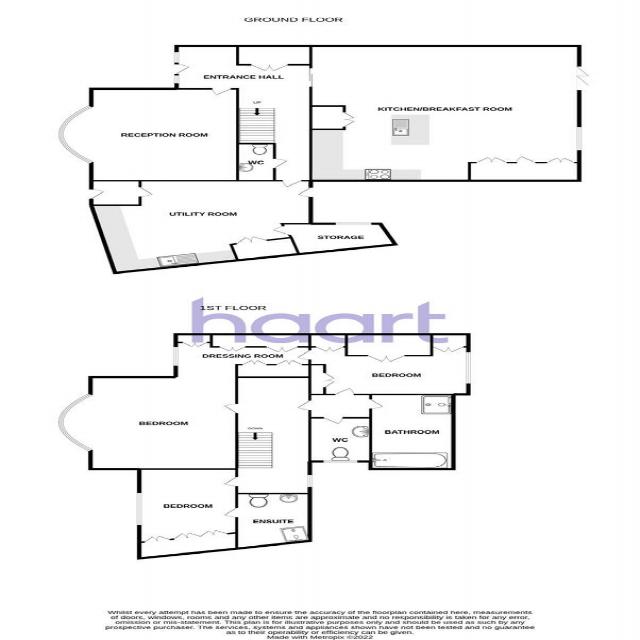 GROUND FLOOR
ENTRANCE HALL
UP
KITCHEN/BREAKFAST ROOM
RECEPTION ROOM
WC
UTILITY ROOM
STORAGE
1ST FLOOR
haart
DRESSING ROOM
BEDROOM
BEDROOM
DOWN
WC
BATHROOM
BEDROOM
ENSUITE
Whilst every attempt has been made to ensure the accuracy of the floorplan contained here, measurements
of doors, windows, rooms and any other items are approximate and no responsibility is taken for any error,
omission or mis-statement. This plan is for illustrative purposes only and should be used as such by any
prospective purchaser. The services, systems and appliances shown have not been tested and no guarantee
as to their operability or efficiency can be given.
Made with Metropix ©2022